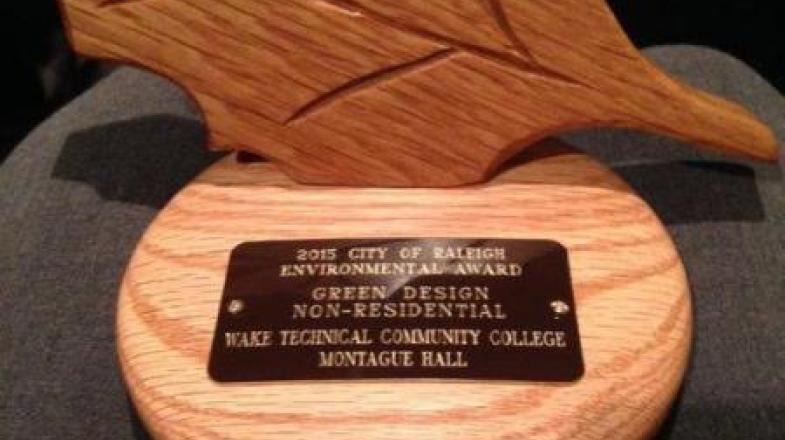 2015 CITY OF RALEIGH
ENVIRONMENTAL AWARD
GREEN DESIGN
NON-RESIDENTIAL
WAKE TECHNICAL COMMUNITY COLLEGE
MONTAGUE HALL